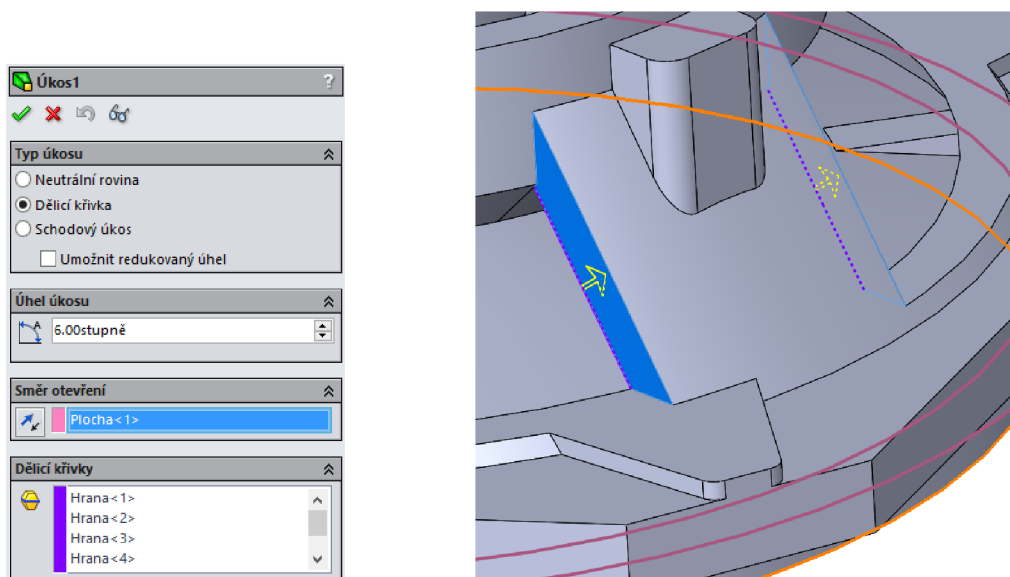 Úkos1 ?
Typ úkosu
Neutrální rovina
Dělicí křivka
Schodový úkos
Umožnit redukovaný úhel
Úhel úkosu
A
6.00stupně
Směr otevření
Plocha<1>
Dělicí křivky
Hrana<1>
Hrana<2>
Hrana<3>
Hrana<4>